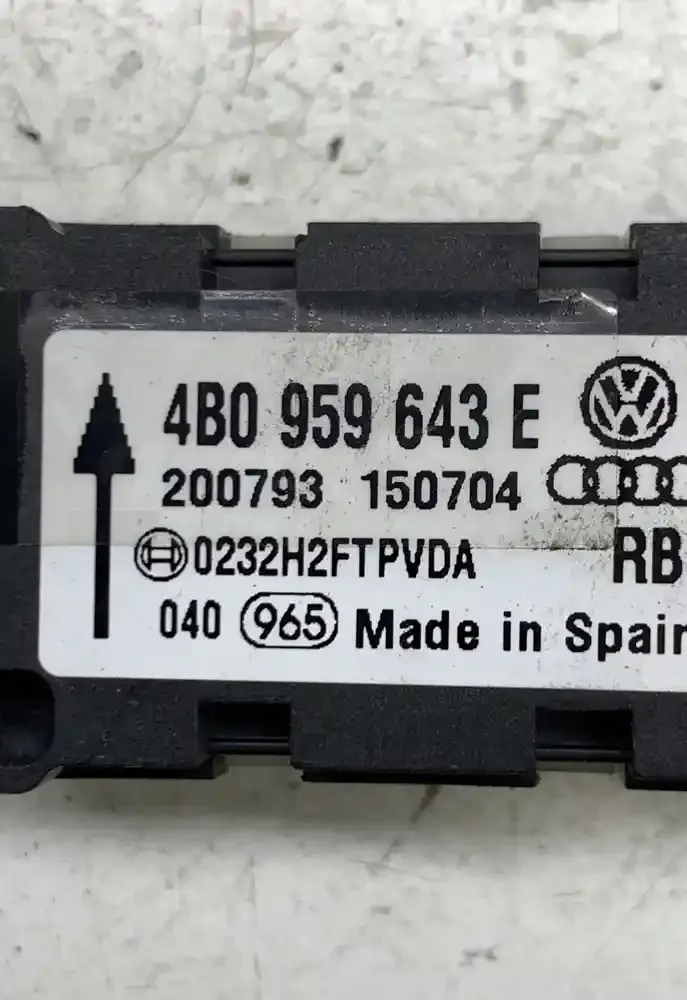 4B0 959 643 E
200793 150704
0232H2FTPVDA RB
040 965 Made in Spain